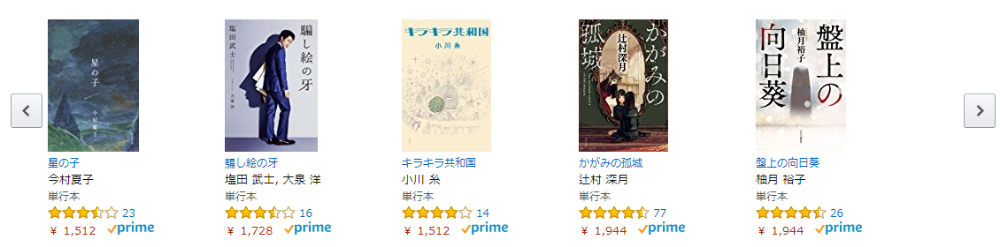 星の子
今村夏子
騙し絵の牙
塩田武士
キラキラ共和国
小川糸
かがみの孤城
辻村深月
盤上の向日葵
柚月裕子
星の子
今村夏子
単行本
23
¥ 1,512 prime
騙し絵の牙
塩田 武士, 大泉 洋
単行本
16
¥ 1,728 prime
キラキラ共和国
小川 糸
単行本
14
¥ 1,512 prime
かがみの孤城
辻村 深月
単行本
77
¥ 1,944 prime
盤上の向日葵
柚月 裕子
単行本
26
¥ 1,944 prime